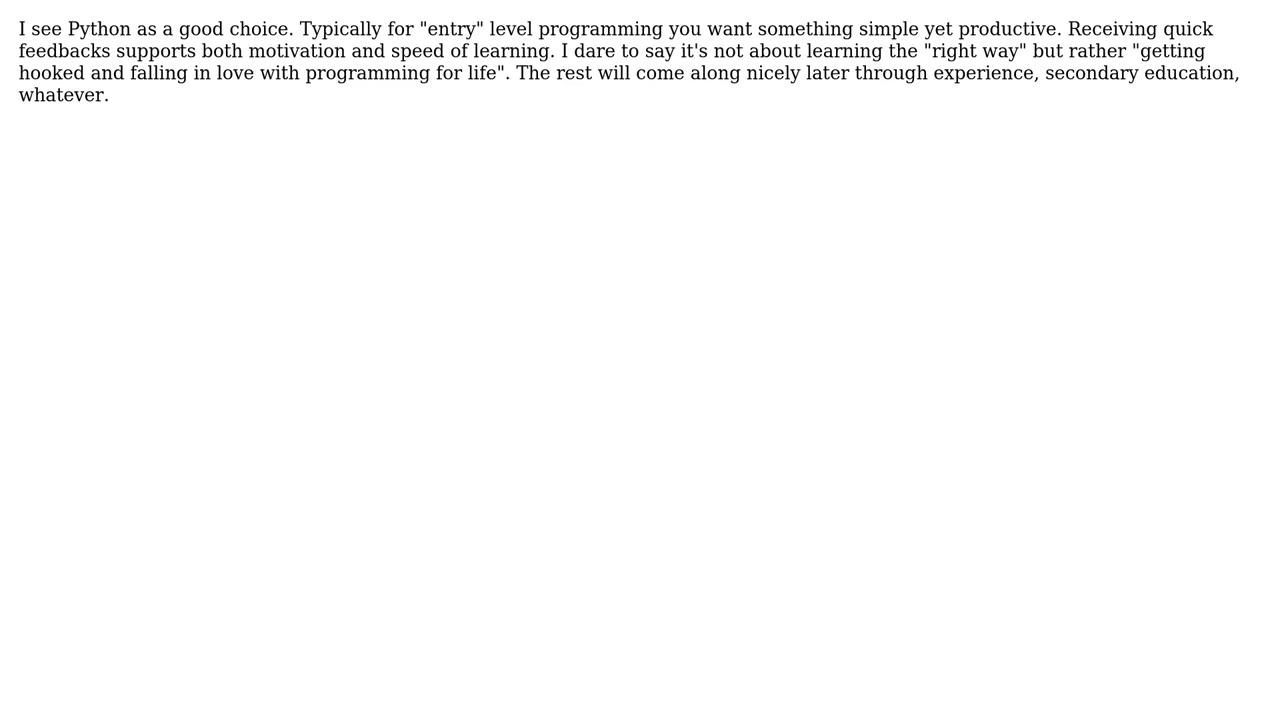 I see Python as a good choice. Typically for "entry" level programming you want something simple yet productive. Receiving quick
feedbacks supports both motivation and speed of learning. I dare to say it's not about learning the "right way" but rather "getting
hooked and falling in love with programming for life". The rest will come along nicely later through experience, secondary education,
whatever.